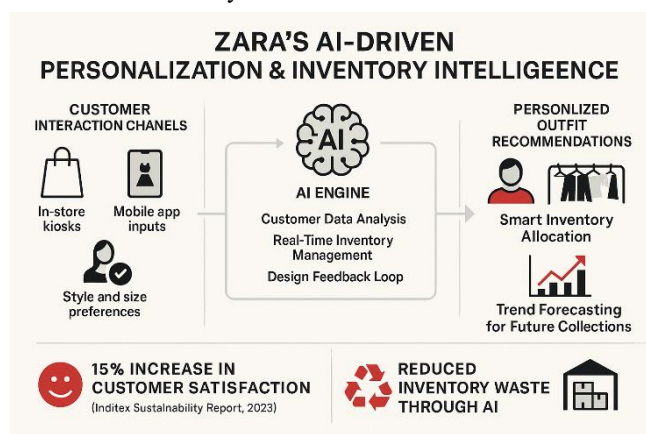 ZARA'S AI-DRIVEN
PERSONALIZATION & INVENTORY INTELLIGEENCE
CUSTOMER
INTERACTION CHANELS
In-store
kiosks
Mobile app
inputs
Style and size
preferences
AI
AI ENGINE
Customer Data Analysis
Real-Time Inventory
Management
Design Feedback Loop
PERSONLIZED
OUTFIT
RECOMMENDATIONS
Smart Inventory
Allocation
Trend Forecasting
for Future Collections
15% INCREASE IN
CUSTOMER SATISFACTION
(Inditex Sustalnability Report, 2023)
REDUCED
INVENTORY WASTE
THROUGH AI